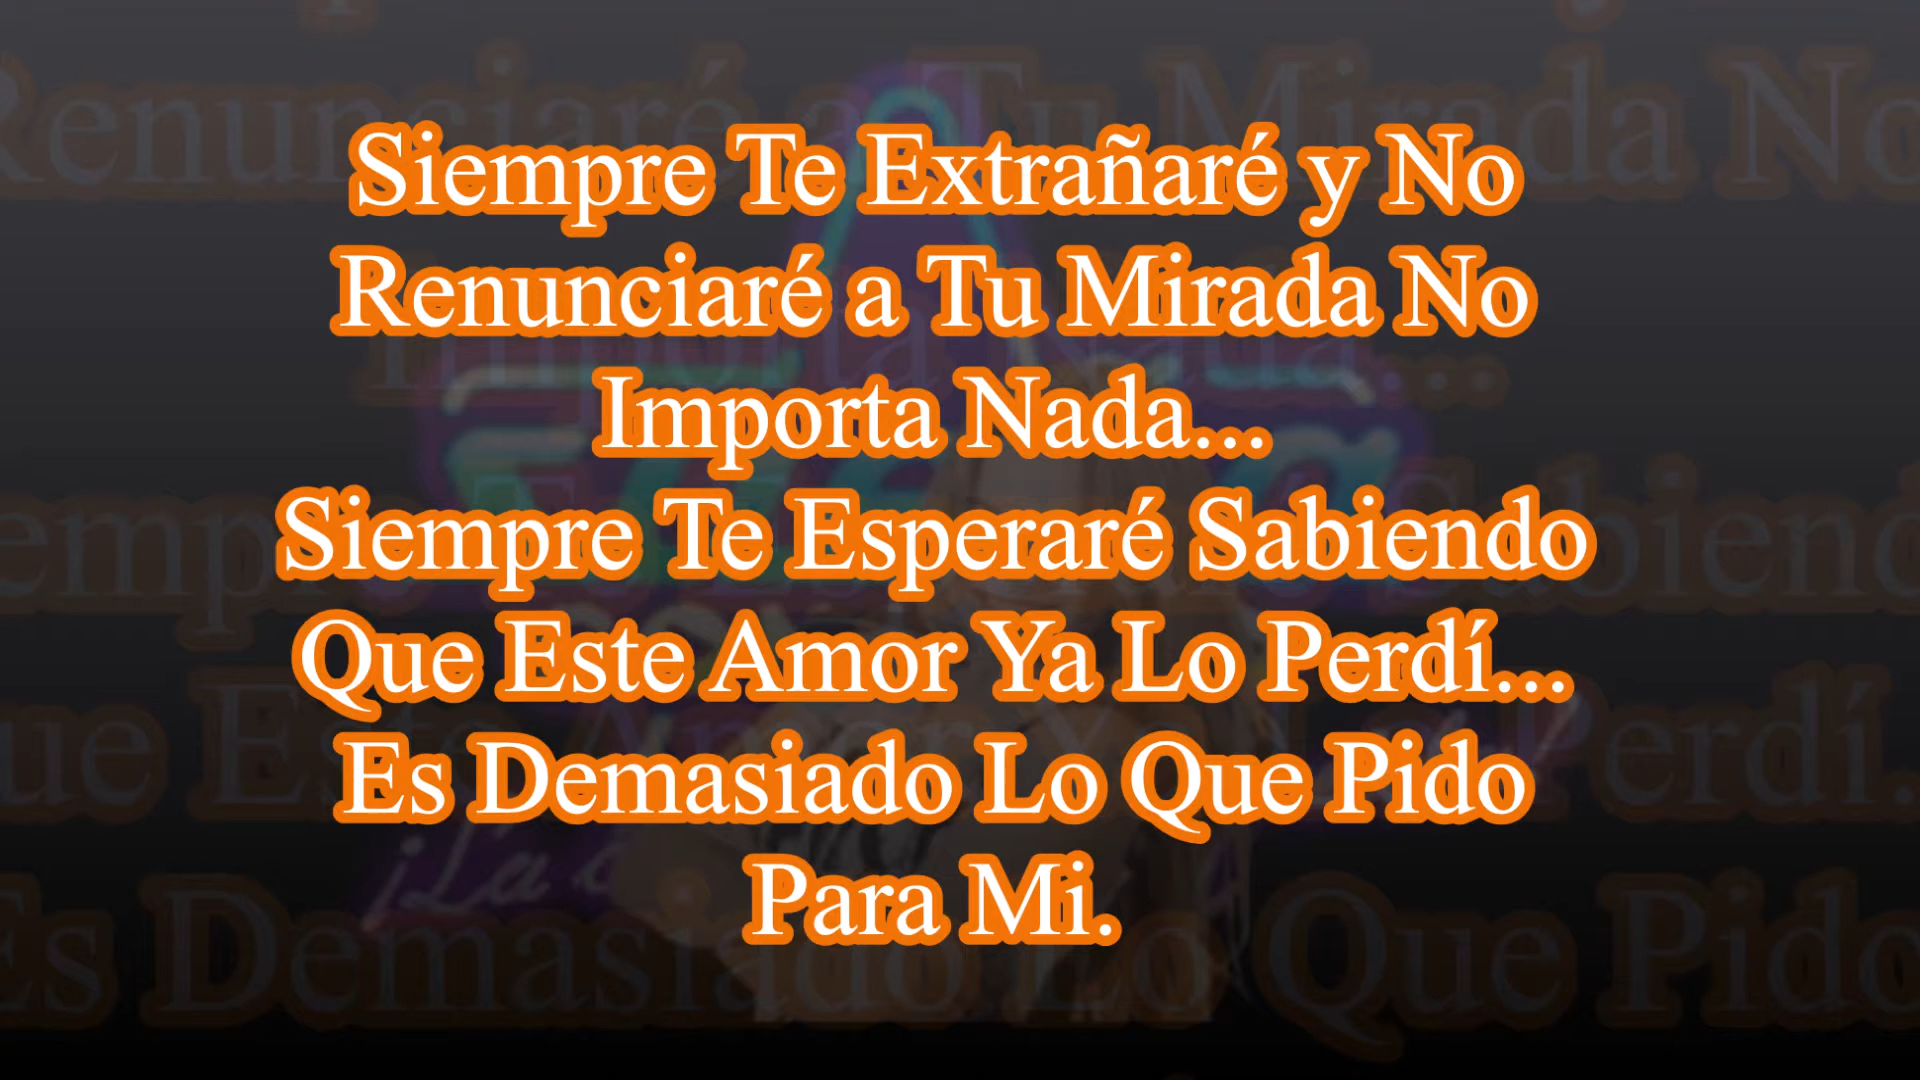 Siempre Te Extrañaré y No
Renunciaré a Tu Mirada No
Importa Nada...
Siempre Te Esperaré Sabiendo
Que Este Amor Ya Lo Perdí...
Es Demasiado Lo Que Pido
Para Mi.